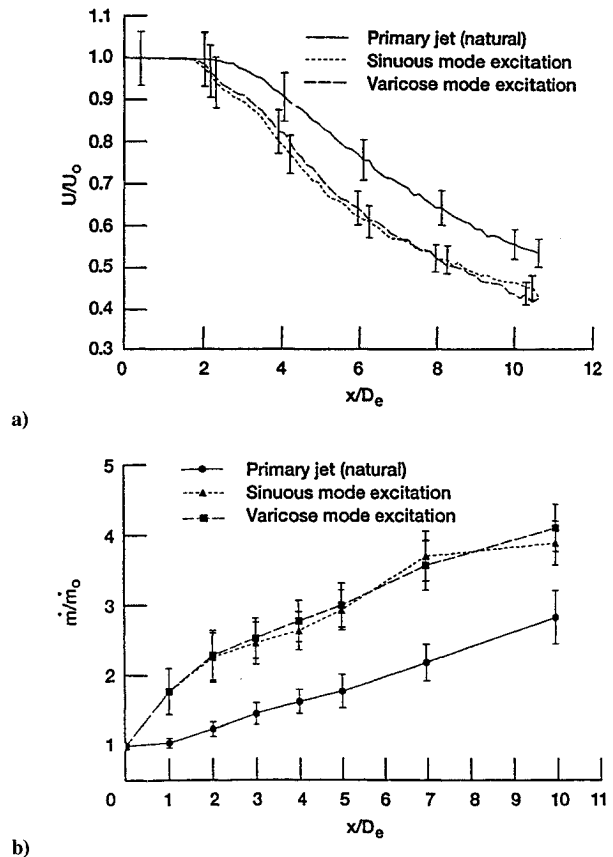 1.1
1.0
0.9
0.8
0.7
0.6
0.5
0.4
0.3
U/Uo
Primary jet (natural)
Sinuous mode excitation
Varicose mode excitation
0 2 4 6 8 10 12
x/De
a)
5
4
3
2
1
ṁ/ṁo
Primary jet (natural)
Sinuous mode excitation
Varicose mode excitation
0 1 2 3 4 5 6 7 8 9 10
x/De
b)